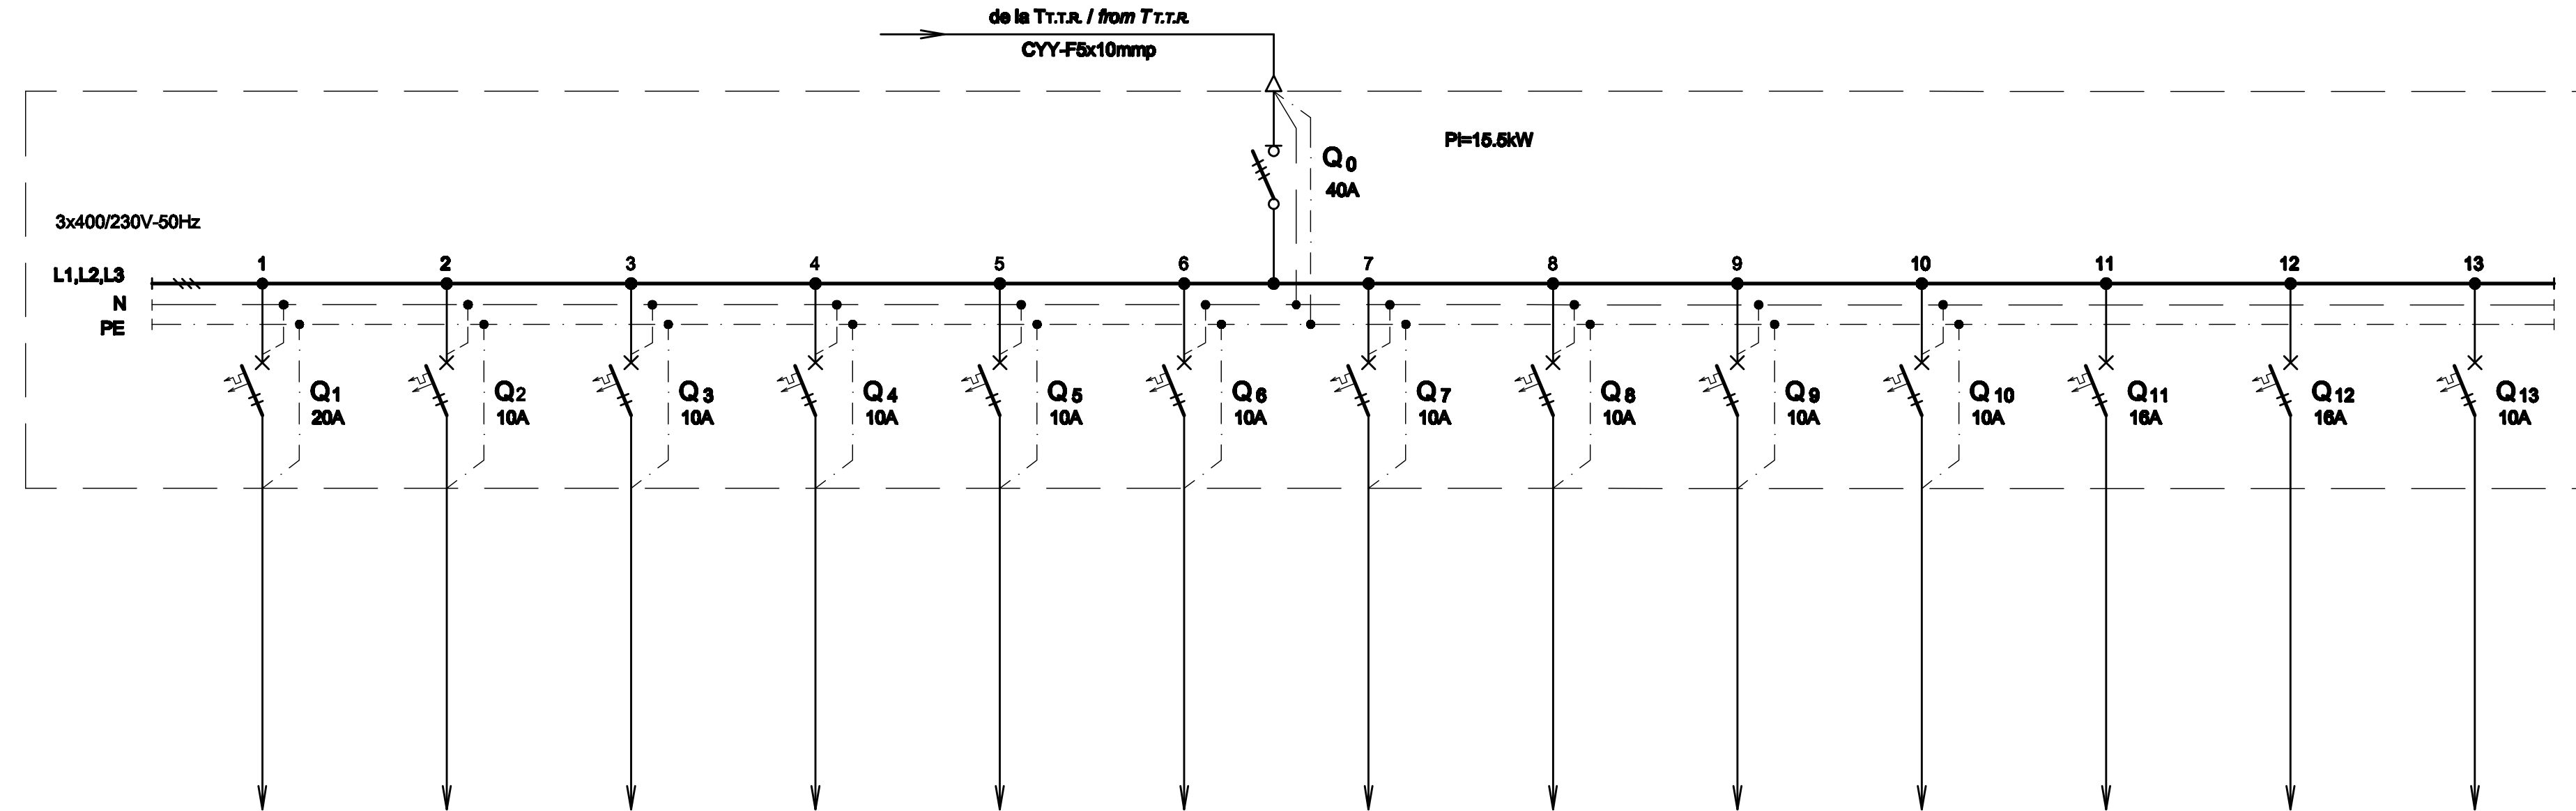 de la TT.T.R. / from TT.T.R.
CYY-F5x10mmp
Pi=15.5kW
Q0
40A
3x400/230V-50Hz
L1,L2,L3
N
PE
1 2 3 4 5 6 7 8 9 10 11 12 13
Q1 Q2 Q3 Q4 Q5 Q6 Q7 Q8 Q9 Q10 Q11 Q12 Q13
20A 10A 10A 10A 10A 10A 10A 10A 10A 10A 16A 16A 10A